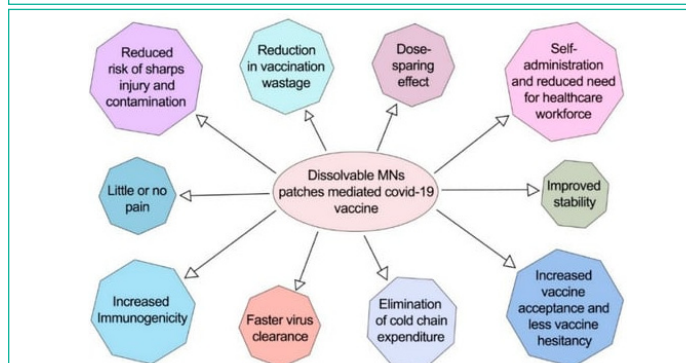 Reduced
risk of sharps
injury and
contamination
Reduction
in vaccination
wastage
Dose-
sparing
effect
Self-
administration
and reduced need
for healthcare
workforce
Little or no
pain
Dissolvable MNs
patches mediated covid-19
vaccine
Improved
stability
Increased
Immunogenicity
Faster virus
clearance
Elimination
of cold chain
expenditure
Increased
vaccine
acceptance and
less vaccine
hesitancy